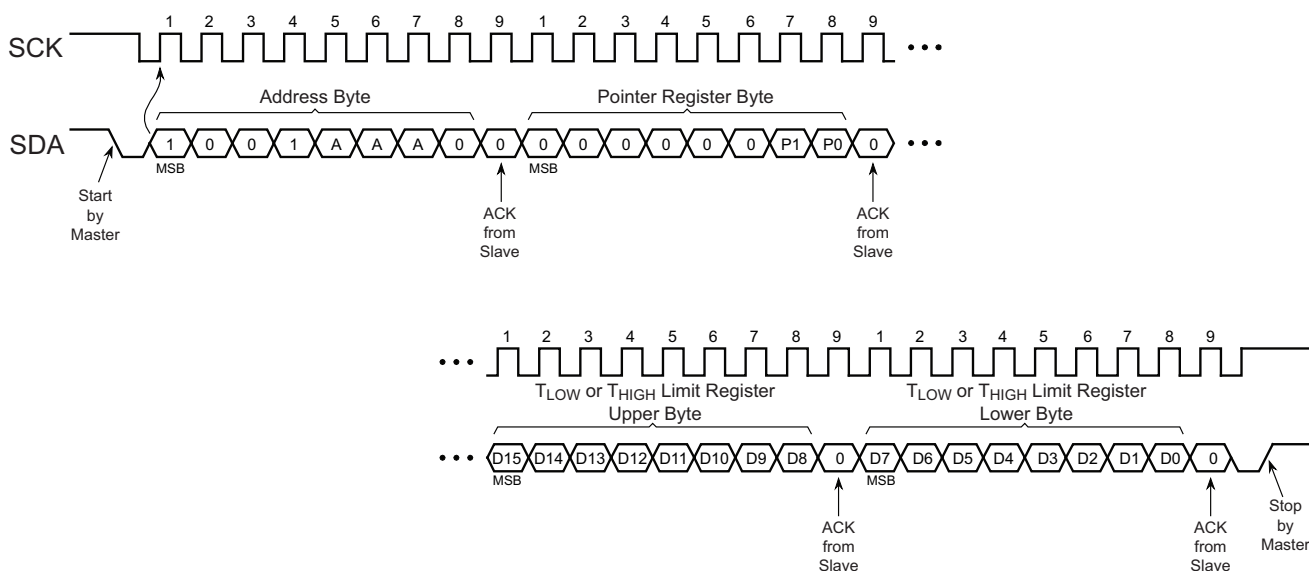 1 2 3 4 5 6 7 8 9 1 2 3 4 5 6 7 8 9
SCK
Address Byte Pointer Register Byte
SDA 1 0 0 1 A A A 0 0 0 0 0 0 0 0 P1 P0 0
MSB MSB
Start
by
Master
ACK
from
Slave
ACK
from
Slave
1 2 3 4 5 6 7 8 9 1 2 3 4 5 6 7 8 9
TLOW or THIGH Limit Register
Upper Byte
TLOW or THIGH Limit Register
Lower Byte
D15 D14 D13 D12 D11 D10 D9 D8 0 D7 D6 D5 D4 D3 D2 D1 D0 0
MSB MSB
ACK
from
Slave
ACK
from
Slave
Stop
by
Master